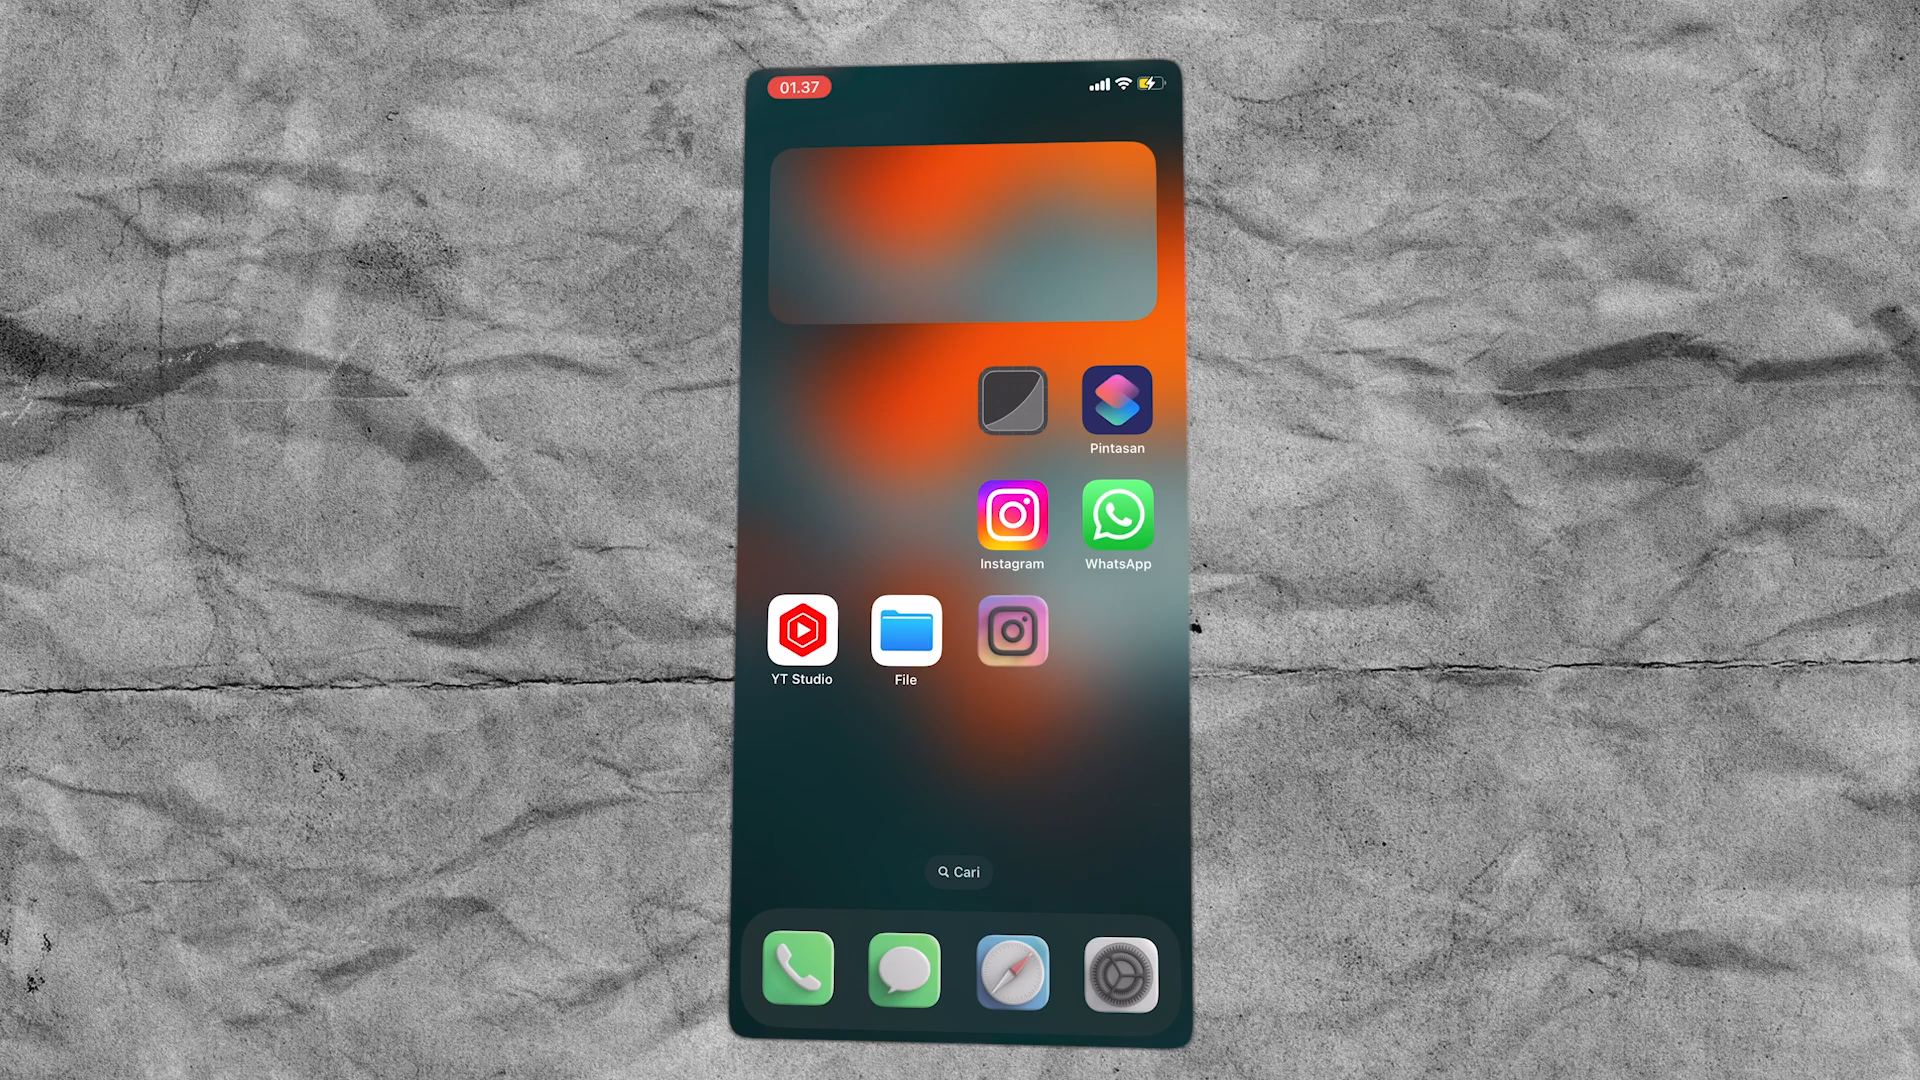 01.37
Pintasan
Instagram
WhatsApp
YT Studio
File
Cari